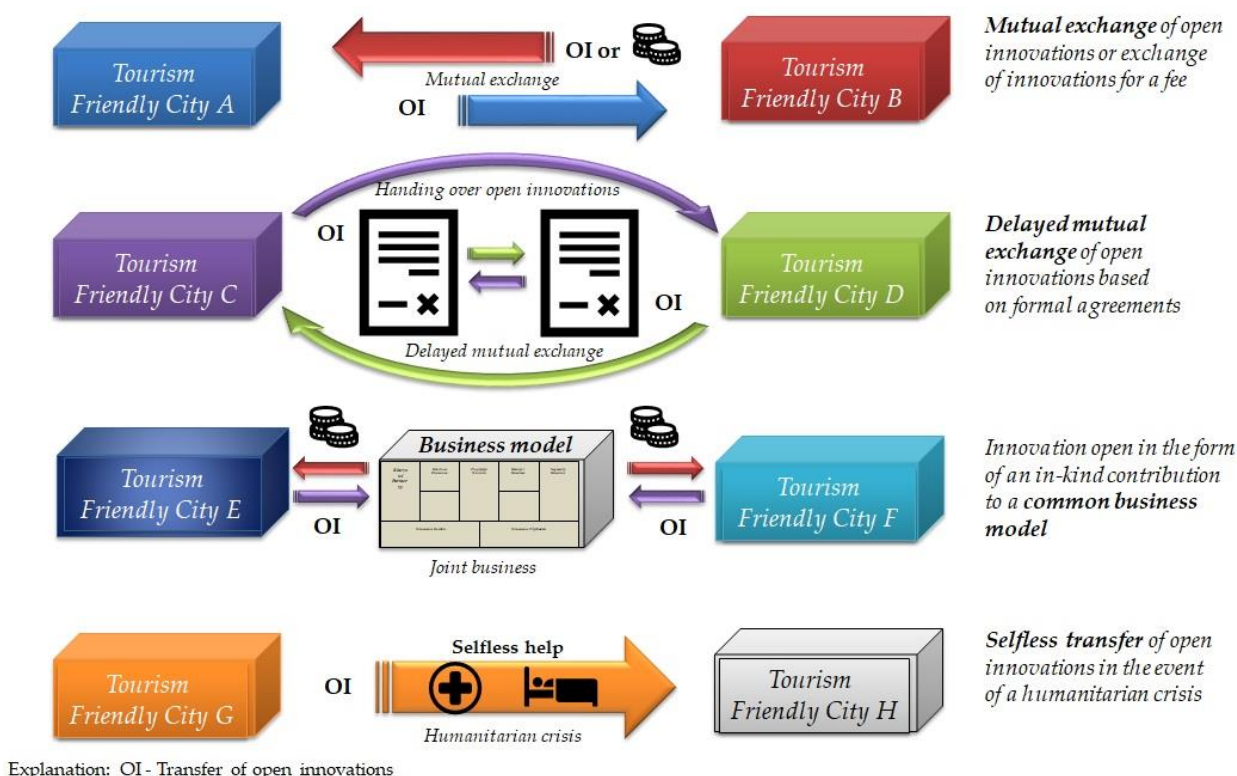 OI or
Mutual exchange
OI
Tourism
Friendly City A
Tourism
Friendly City B
Mutual exchange of open
innovations or exchange
of innovations for a fee
Handing over open innovations
OI
OI
Tourism
Friendly City C
Tourism
Friendly City D
Delayed mutual exchange
Delayed mutual
exchange of open
innovations based
on formal agreements
Business model
Tourism
Friendly City E
OI
OI
Tourism
Friendly City F
Joint business
Innovation open in the form
of an in-kind contribution
to a common business
model
Selfless help
OI
Tourism
Friendly City G
Tourism
Friendly City H
Humanitarian crisis
Selfless transfer of open
innovations in the event
of a humanitarian crisis
Explanation: OI - Transfer of open innovations